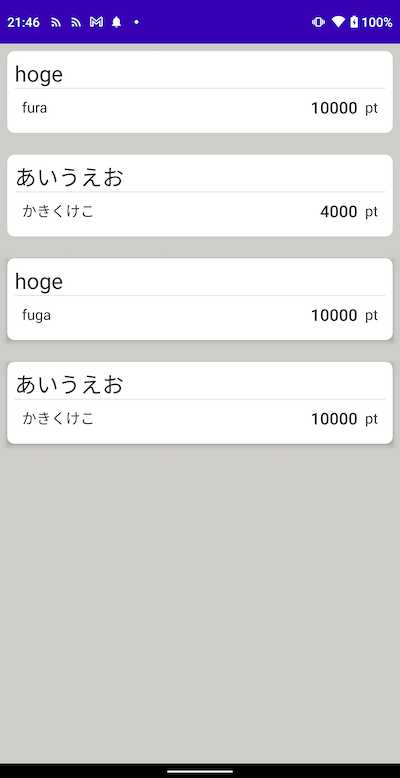 21:46 100%
hoge
fura 10000 pt
あいうえお
かきくけこ 4000 pt
hoge
fuga 10000 pt
あいうえお
かきくけこ 10000 pt